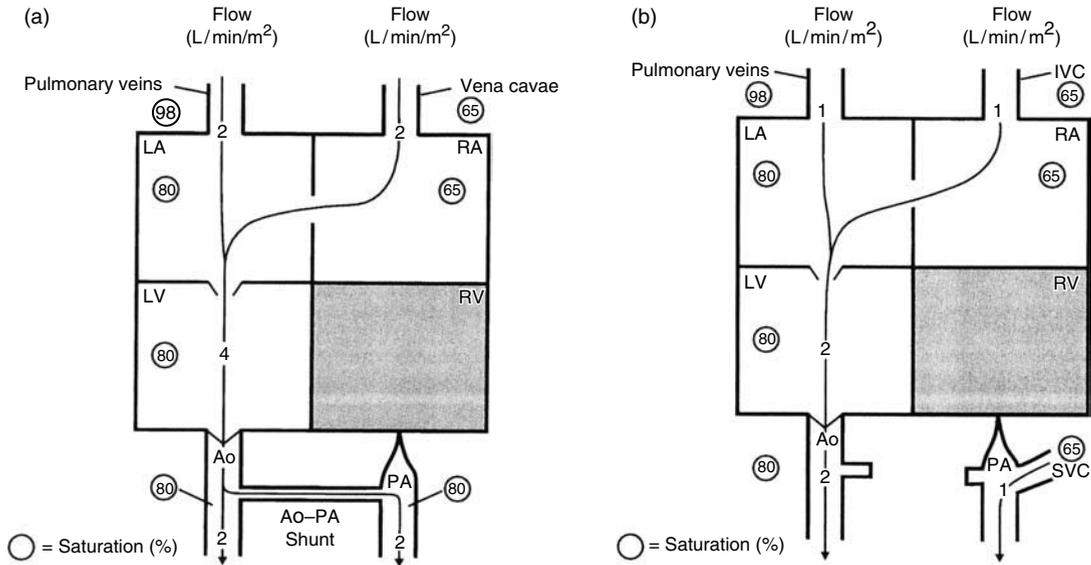 (a)
Flow
(L/min/m²)
Flow
(L/min/m²)
Pulmonary veins
Vena cavae
98
65
2
2
LA
RA
80
65
LV
RV
80
4
Ao
PA
80
80
Ao–PA
Shunt
2
2
= Saturation (%)
(b)
Flow
(L/min/m²)
Flow
(L/min/m²)
Pulmonary veins
IVC
98
65
1
1
LA
RA
80
65
LV
RV
80
2
Ao
PA
65
SVC
80
2
1
= Saturation (%)